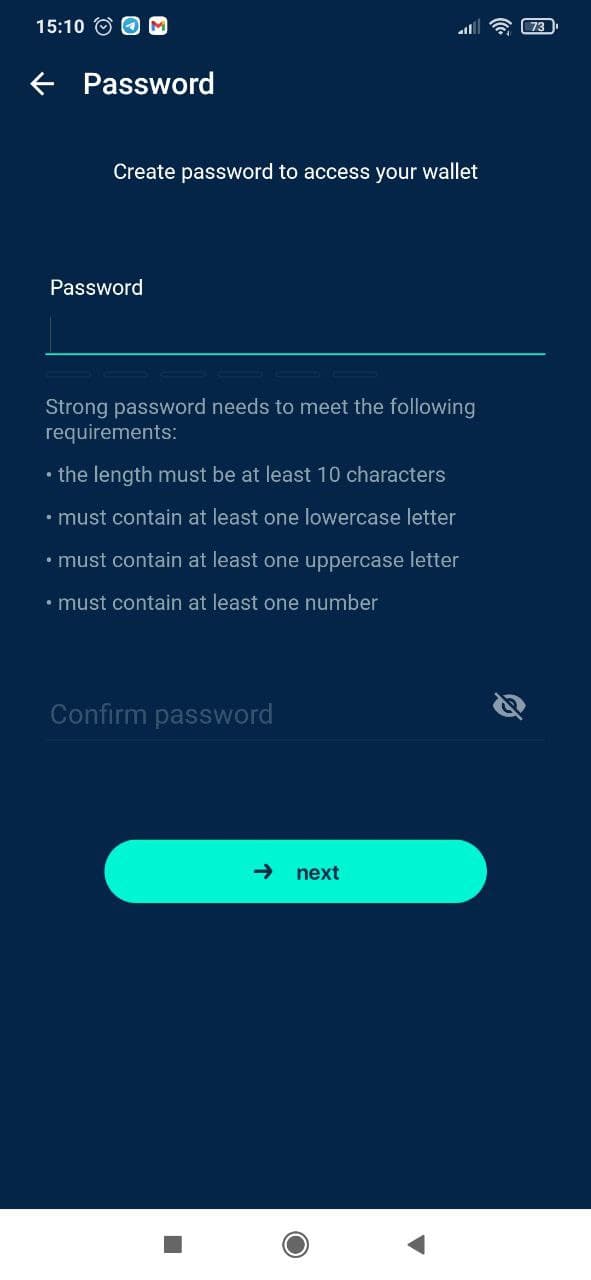 15:10
73
Password
Create password to access your wallet
Password
Strong password needs to meet the following
requirements:
• the length must be at least 10 characters
• must contain at least one lowercase letter
• must contain at least one uppercase letter
• must contain at least one number
Confirm password
→ next